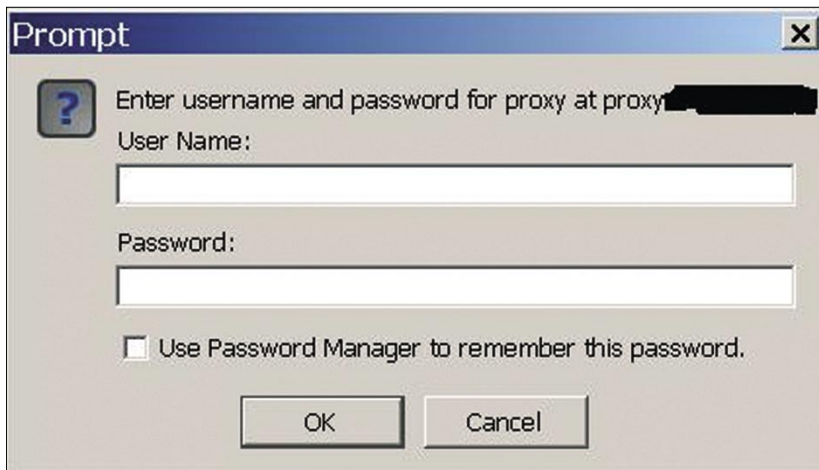 Prompt
Enter username and password for proxy at proxy
User Name:
Password:
Use Password Manager to remember this password.
OK
Cancel